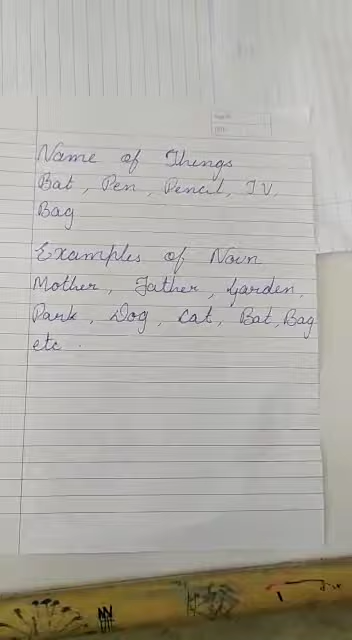 Name of Things
Bat, Pen, Pencil, TV,
Bag
Examples of Noun
Mother, Father, Garden,
Park, Dog, Cat, Bat, Bag
etc.